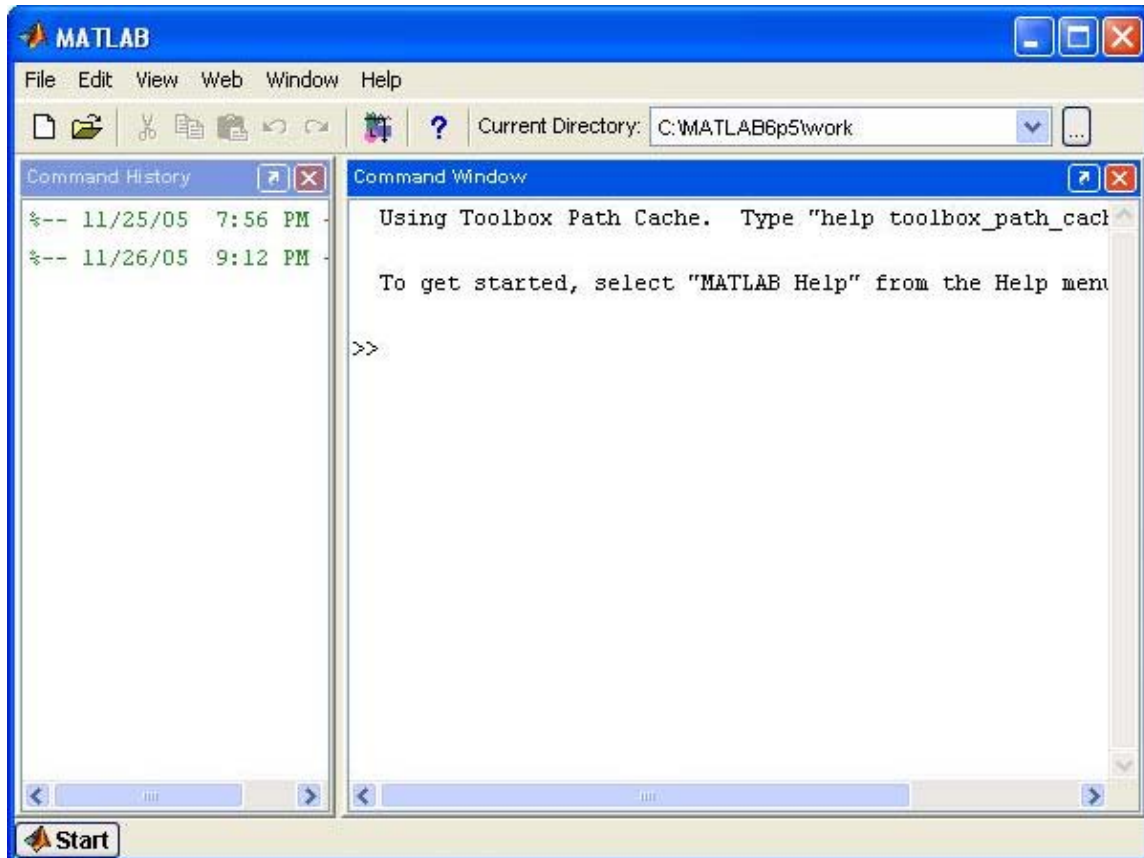 MATLAB
File Edit View Web Window Help
? Current Directory: C:\MATLAB6p5\work ...
Command History
%-- 11/25/05 7:56 PM -
%-- 11/26/05 9:12 PM -
Command Window
Using Toolbox Path Cache. Type "help toolbox_path_cach
To get started, select "MATLAB Help" from the Help menu
>>
Start